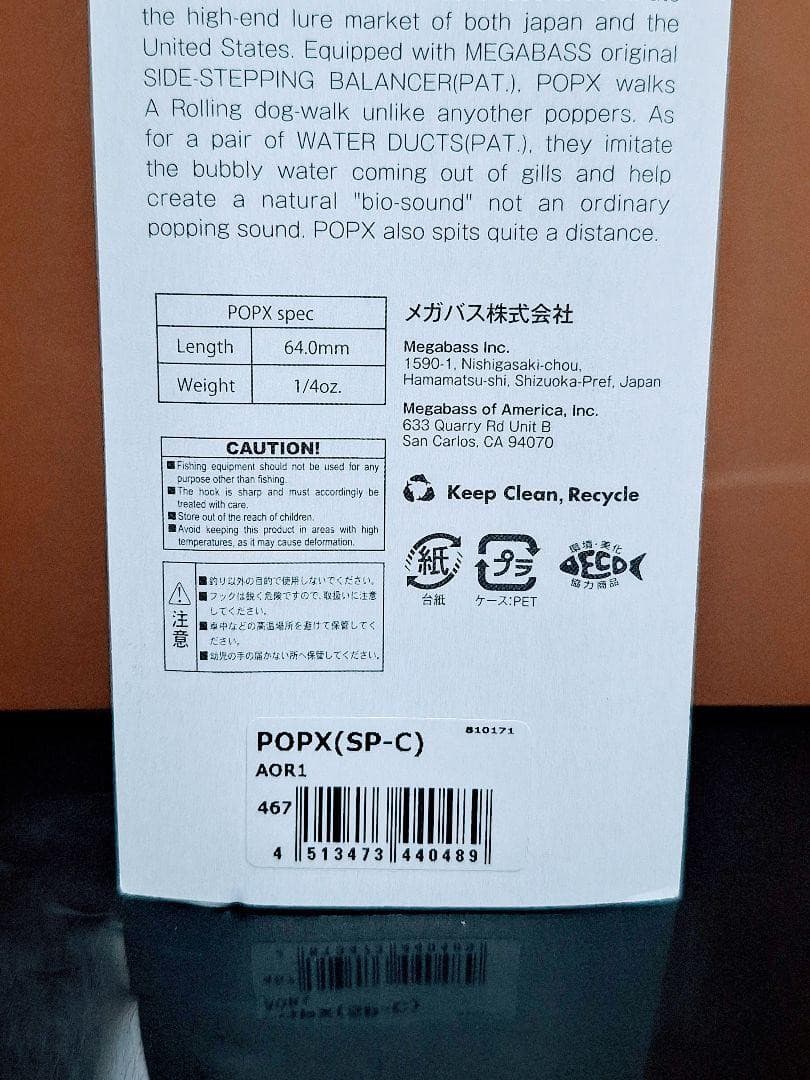 the high-end lure market of both japan and the
United States. Equipped with MEGABASS original
SIDE-STEPPING BALANCER(PAT.), POPX walks
A Rolling dog-walk unlike anyother poppers. As
for a pair of WATER DUCTS(PAT.), they imitate
the bubbly water coming out of gills and help
create a natural "bio-sound" not an ordinary
popping sound. POPX also spits quite a distance.
POPX spec
Length 64.0mm
Weight 1/4oz.
メガバス株式会社
Megabass Inc.
1590-1, Nishigasaki-chou,
Hamamatsu-shi, Shizuoka-Pref, Japan
Megabass of America, Inc.
633 Quarry Rd Unit B
San Carlos, CA 94070
CAUTION!
■Fishing equipment should not be used for any
purpose other than fishing.
■The hook is sharp and must accordingly be
treated with care.
■Store out of the reach of children.
■Avoid keeping this product in areas with high
temperatures, as it may cause deformation.
Keep Clean, Recycle
紙
台紙
プラ
ケース:PET
環境・美化
ECO
協力商品
注意
■釣り以外の目的で使用しないでください。
■フックは鋭く危険ですので、取扱いに注意
してください。
■車中などの高温場所を避けて保管してく
ださい。
■幼児の手の届かない所へ保管してください。
POPX(SP-C)
810171
AOR1
467
4 513473 440489